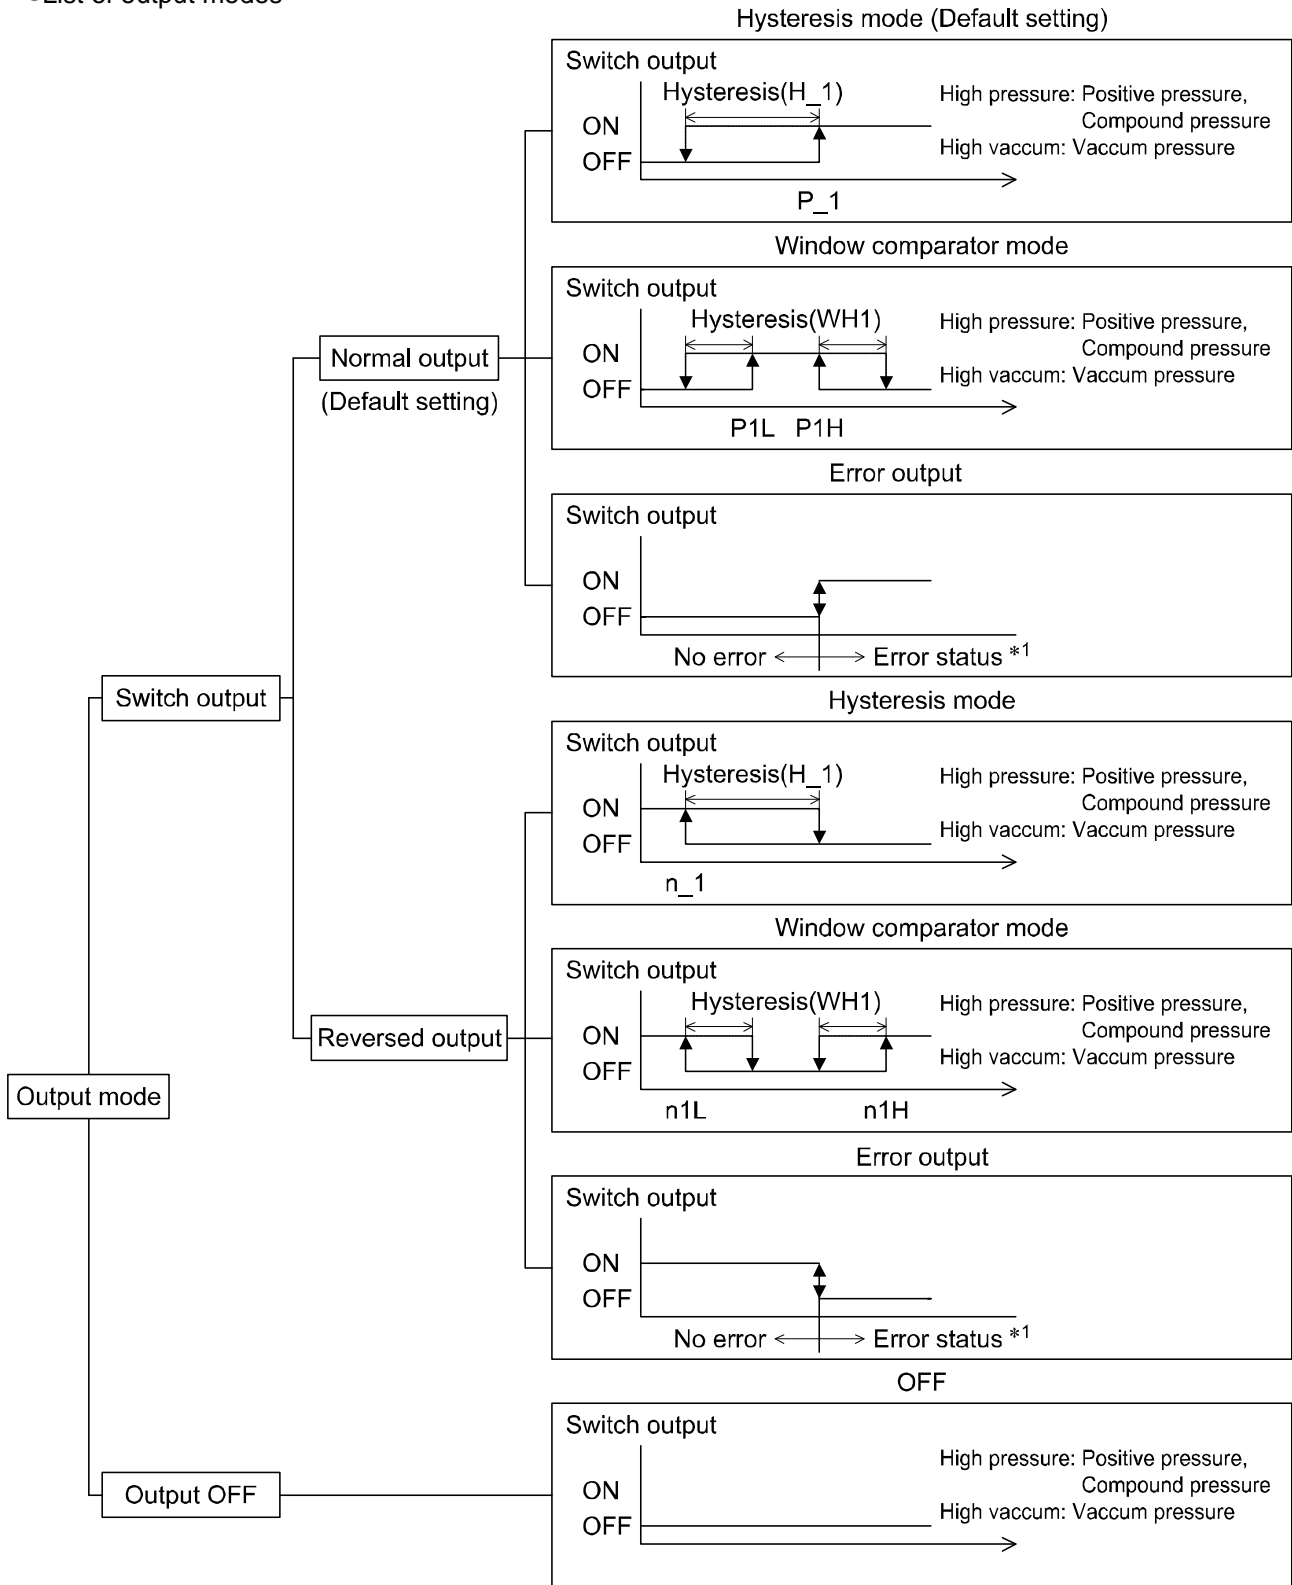 List of output modes
Hysteresis mode (Default setting)
Switch output
Hysteresis(H_1)
ON
OFF
P_1
High pressure: Positive pressure,
Compound pressure
High vaccum: Vaccum pressure
Window comparator mode
Switch output
Hysteresis(WH1)
ON
OFF
P1L P1H
High pressure: Positive pressure,
Compound pressure
High vaccum: Vaccum pressure
Normal output
(Default setting)
Error output
Switch output
ON
OFF
No error Error status *1
Switch output
Hysteresis mode
Switch output
Hysteresis(H_1)
ON
OFF
n_1
High pressure: Positive pressure,
Compound pressure
High vaccum: Vaccum pressure
Window comparator mode
Switch output
Hysteresis(WH1)
ON
OFF
n1L n1H
High pressure: Positive pressure,
Compound pressure
High vaccum: Vaccum pressure
Reversed output
Output mode
Error output
Switch output
ON
OFF
No error Error status *1
OFF
Switch output
ON
OFF
High pressure: Positive pressure,
Compound pressure
High vaccum: Vaccum pressure
Output OFF